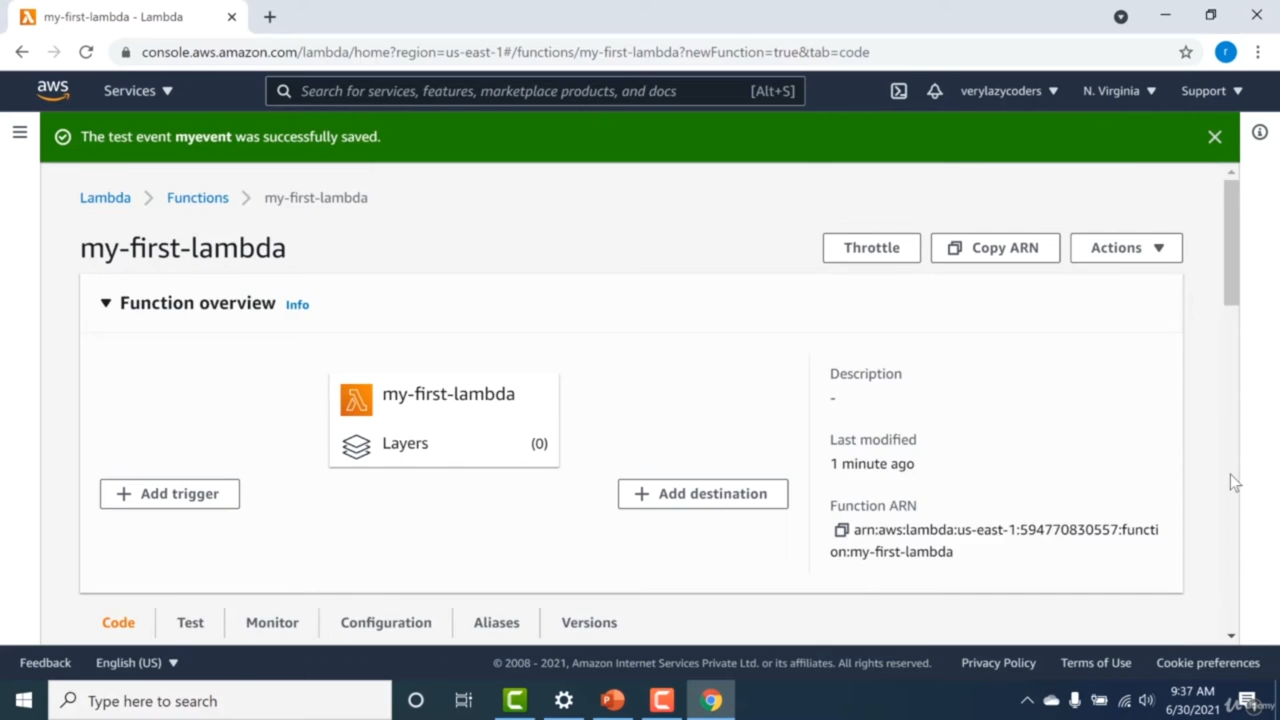 my-first-lambda - Lambda
console.aws.amazon.com/lambda/home?region=us-east-1#/functions/my-first-lambda?newFunction=true&tab=code
r
aws
Services
Search for services, features, marketplace products, and docs
[Alt+S]
verylazycoders
N. Virginia
Support
The test event myevent was successfully saved.
Lambda
Functions
my-first-lambda
my-first-lambda
Throttle
Copy ARN
Actions
Function overview
Info
my-first-lambda
Layers
(0)
Add trigger
Add destination
Description
-
Last modified
1 minute ago
Function ARN
arn:aws:lambda:us-east-1:594770830557:functi
on:my-first-lambda
Code
Test
Monitor
Configuration
Aliases
Versions
Feedback
English (US)
© 2008 - 2021, Amazon Internet Services Private Ltd. or its affiliates. All rights reserved.
Privacy Policy
Terms of Use
Cookie preferences
Type here to search
9:37 AM
6/30/2021
Udemy